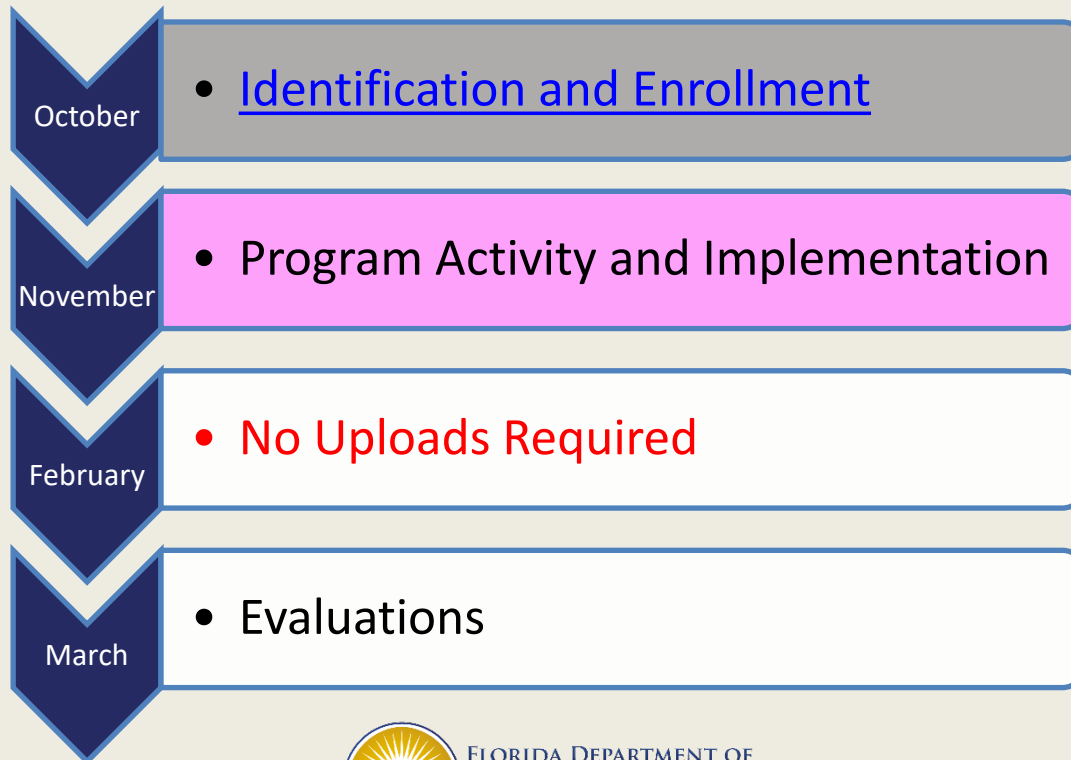 October
• Identification and Enrollment
November
• Program Activity and Implementation
February
• No Uploads Required
March
• Evaluations
FLORIDA DEPARTMENT OF